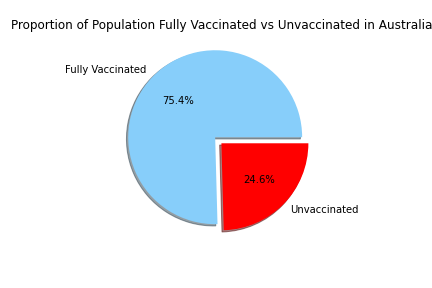 Proportion of Population Fully Vaccinated vs Unvaccinated in Australia
Fully Vaccinated
75.4%
24.6%
Unvaccinated